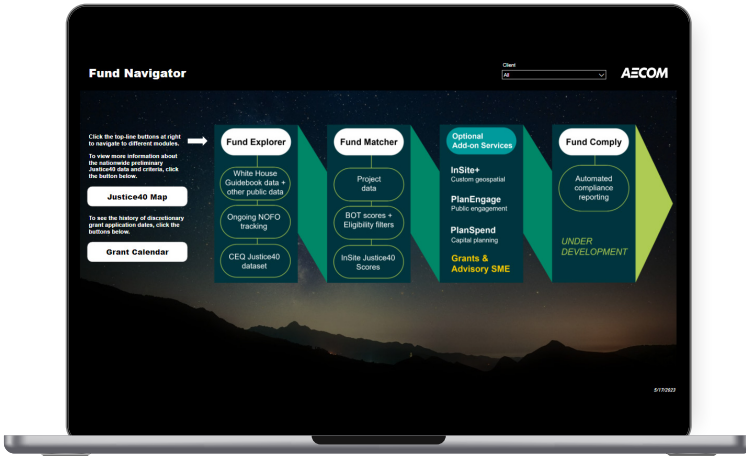 Fund Navigator
Client
All
AECOM
Click the top-line buttons at right
to navigate to different modules.
To view more information about
the nationwide preliminary
Justice40 data and criteria, click
the button below.
Justice40 Map
To see the history of discretionary
grant application dates, click the
buttons below.
Grant Calendar
Fund Explorer
White House
Guidebook data +
other public data
Ongoing NOFO
tracking
CEQ Justice40
dataset
Fund Matcher
Project
data
BOT scores +
Eligibility filters
InSite Justice40
Scores
Optional
Add-on Services
InSite+
Custom geospatial
PlanEngage
Public engagement
PlanSpend
Capital planning
Grants &
Advisory SME
Fund Comply
Automated
compliance
reporting
UNDER
DEVELOPMENT
5/17/2023